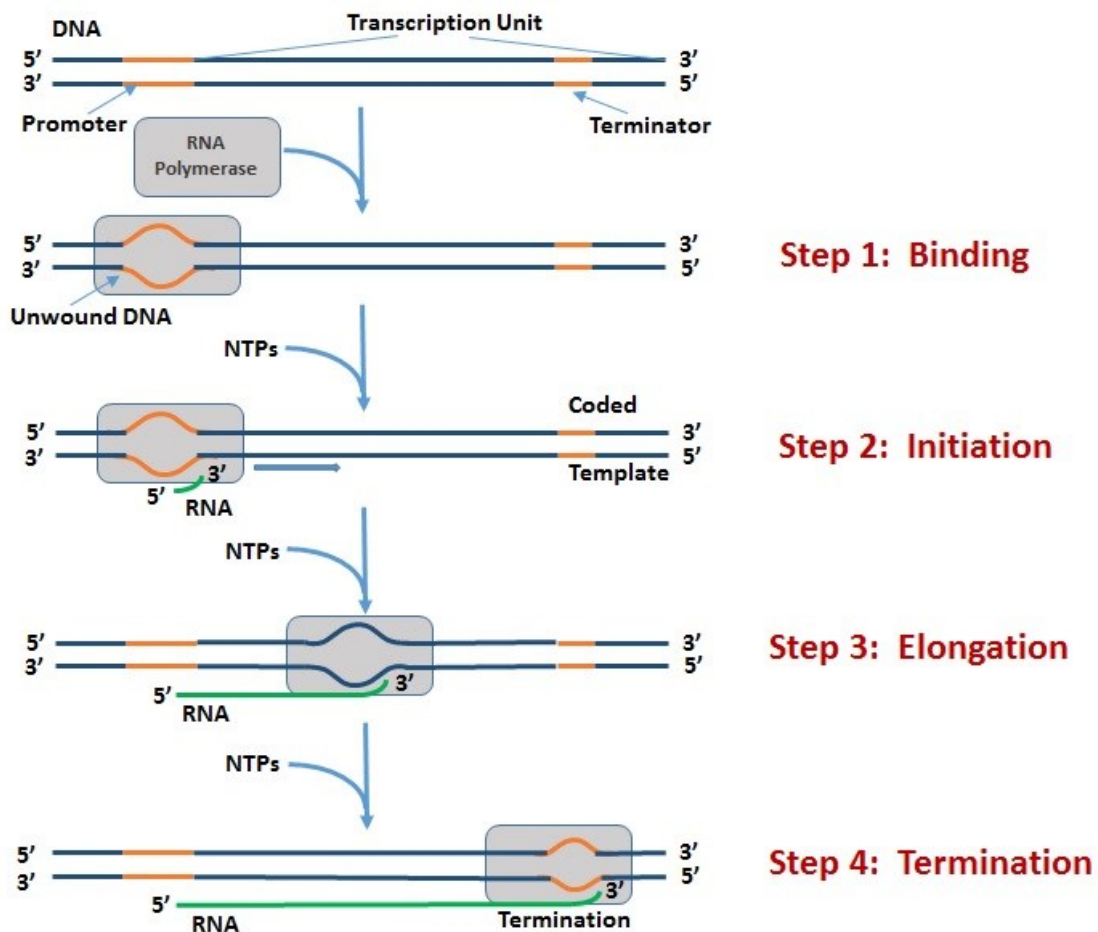 DNA
Transcription Unit
5’ 3’
3’ 5’
Promoter
Terminator
RNA
Polymerase
5’ 3’
3’ 5’
Step 1: Binding
Unwound DNA
NTPs
Coded
5’ 3’
3’ 5’
Step 2: Initiation
Template
3’
5’
RNA
NTPs
5’ 3’
3’ 5’
Step 3: Elongation
5’ 3’
RNA
NTPs
5’ 3’
3’ 5’
Step 4: Termination
5’ 3’
RNA
Termination